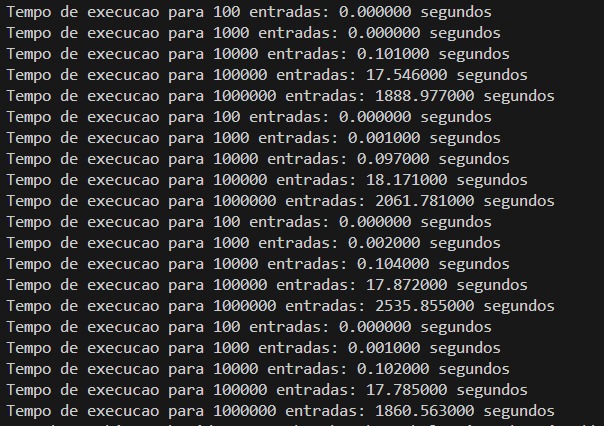 Tempo de execucao para 100 entradas: 0.000000 segundos
Tempo de execucao para 1000 entradas: 0.000000 segundos
Tempo de execucao para 10000 entradas: 0.101000 segundos
Tempo de execucao para 100000 entradas: 17.546000 segundos
Tempo de execucao para 1000000 entradas: 1888.977000 segundos
Tempo de execucao para 100 entradas: 0.000000 segundos
Tempo de execucao para 1000 entradas: 0.001000 segundos
Tempo de execucao para 10000 entradas: 0.097000 segundos
Tempo de execucao para 100000 entradas: 18.171000 segundos
Tempo de execucao para 1000000 entradas: 2061.781000 segundos
Tempo de execucao para 100 entradas: 0.000000 segundos
Tempo de execucao para 1000 entradas: 0.002000 segundos
Tempo de execucao para 10000 entradas: 0.104000 segundos
Tempo de execucao para 100000 entradas: 17.872000 segundos
Tempo de execucao para 1000000 entradas: 2535.855000 segundos
Tempo de execucao para 100 entradas: 0.000000 segundos
Tempo de execucao para 1000 entradas: 0.001000 segundos
Tempo de execucao para 10000 entradas: 0.102000 segundos
Tempo de execucao para 100000 entradas: 17.785000 segundos
Tempo de execucao para 1000000 entradas: 1860.563000 segundos